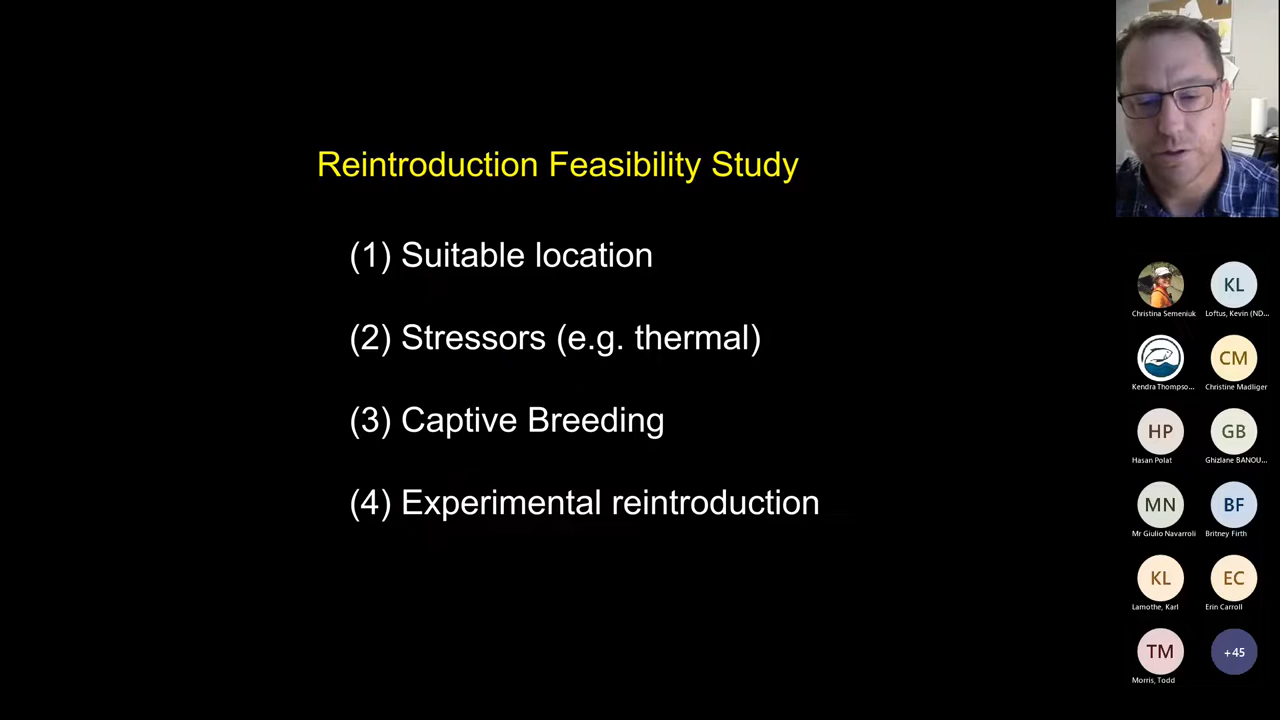 Reintroduction Feasibility Study
(1) Suitable location
(2) Stressors (e.g. thermal)
(3) Captive Breeding
(4) Experimental reintroduction
KL
Christina Semeniuk
Loftus, Kevin (ND...
CM
Kendra Thompso...
Christine Madliger
HP
GB
Hasan Polat
Ghizlane BANOU...
MN
BF
Mr Giulio Navarroli
Britney Firth
KL
EC
Lamothe, Karl
Erin Carroll
TM
+45
Morris, Todd